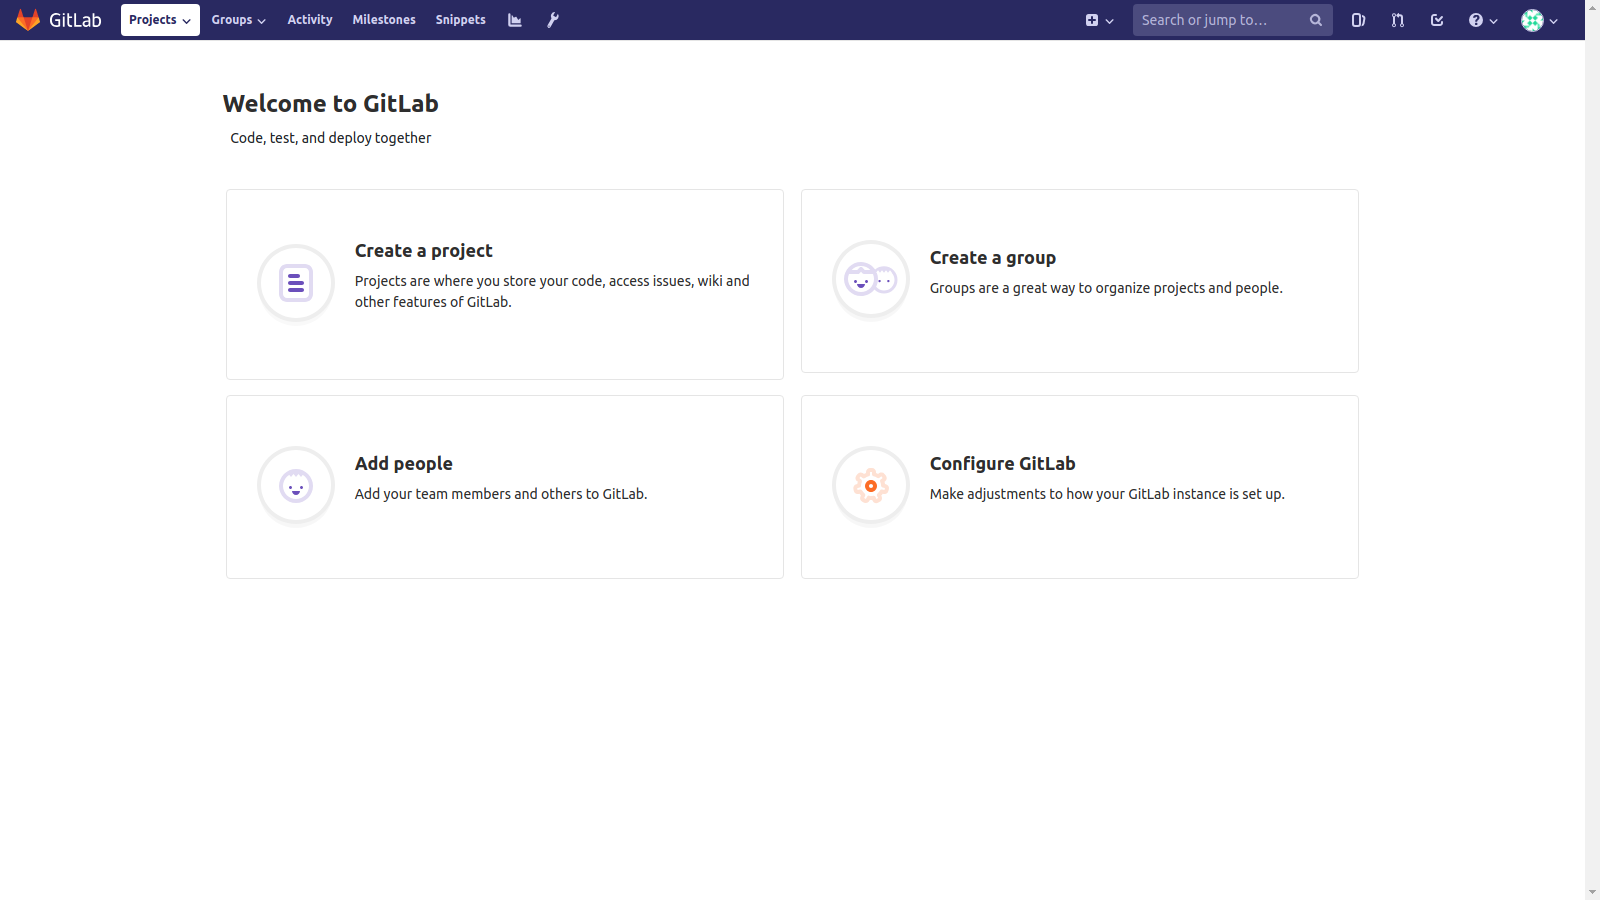 GitLab Projects Groups Activity Milestones Snippets Search or jump to...
Welcome to GitLab
Code, test, and deploy together
Create a project
Projects are where you store your code, access issues, wiki and
other features of GitLab.
Create a group
Groups are a great way to organize projects and people.
Add people
Add your team members and others to GitLab.
Configure GitLab
Make adjustments to how your GitLab instance is set up.